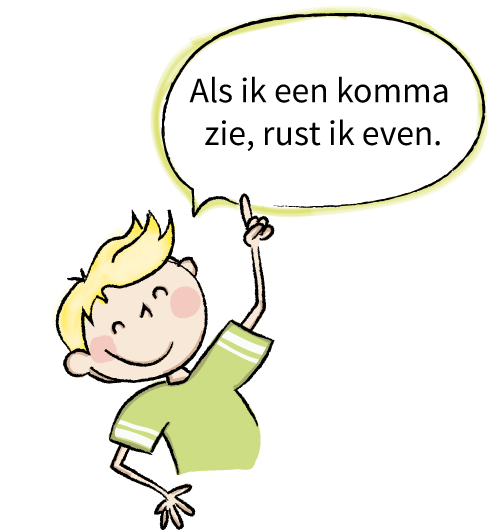 Als ik een komma
zie, rust ik even.